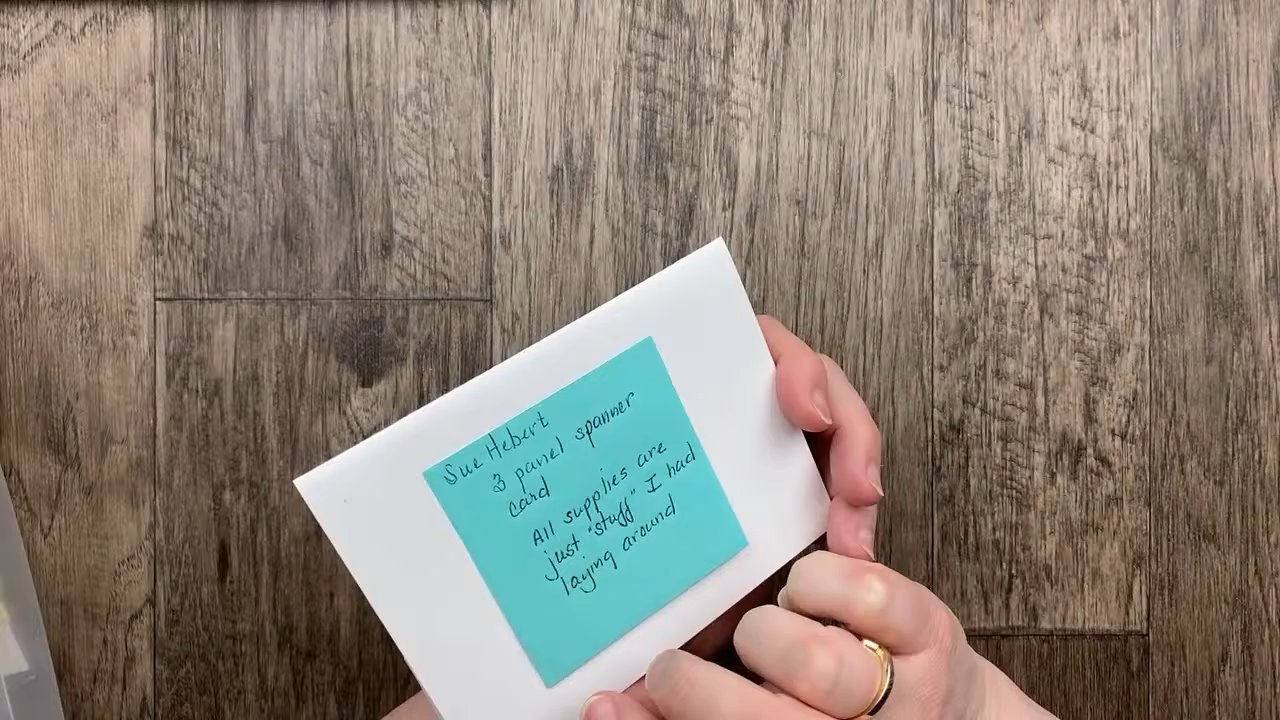 Sue Hebert
3 panel spanner
card
All supplies are
just "stuff" I had
laying around